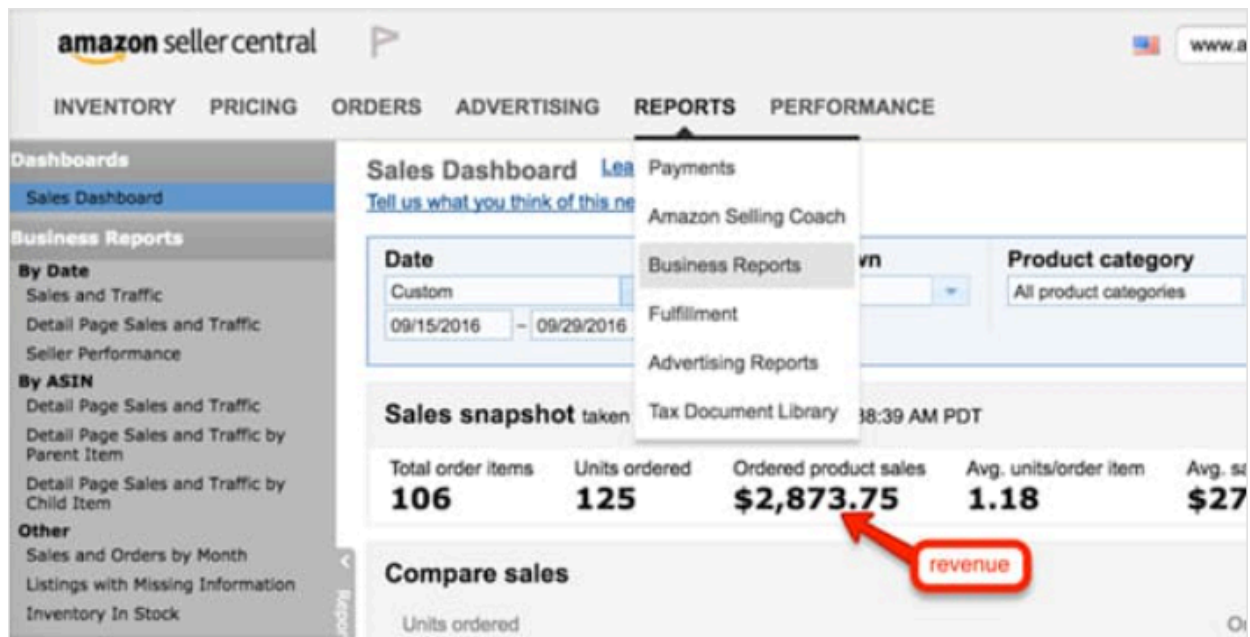 amazon seller central
www.a
INVENTORY PRICING ORDERS ADVERTISING REPORTS PERFORMANCE
Dashboards
Sales Dashboard
Business Reports
By Date
Sales and Traffic
Detail Page Sales and Traffic
Seller Performance
By ASIN
Detail Page Sales and Traffic
Detail Page Sales and Traffic by
Parent Item
Detail Page Sales and Traffic by
Child Item
Other
Sales and Orders by Month
Listings with Missing Information
Inventory In Stock
Repor
Sales Dashboard Lea
Tell us what you think of this ne
Payments
Amazon Selling Coach
Business Reports
Fulfillment
Advertising Reports
Tax Document Library
Date
Custom
09/15/2016 – 09/29/2016
wn
Product category
All product categories
Sales snapshot taken 38:39 AM PDT
Total order items Units ordered Ordered product sales Avg. units/order item Avg. sa
106 125 $2,873.75 1.18 $27
revenue
Compare sales
Units ordered